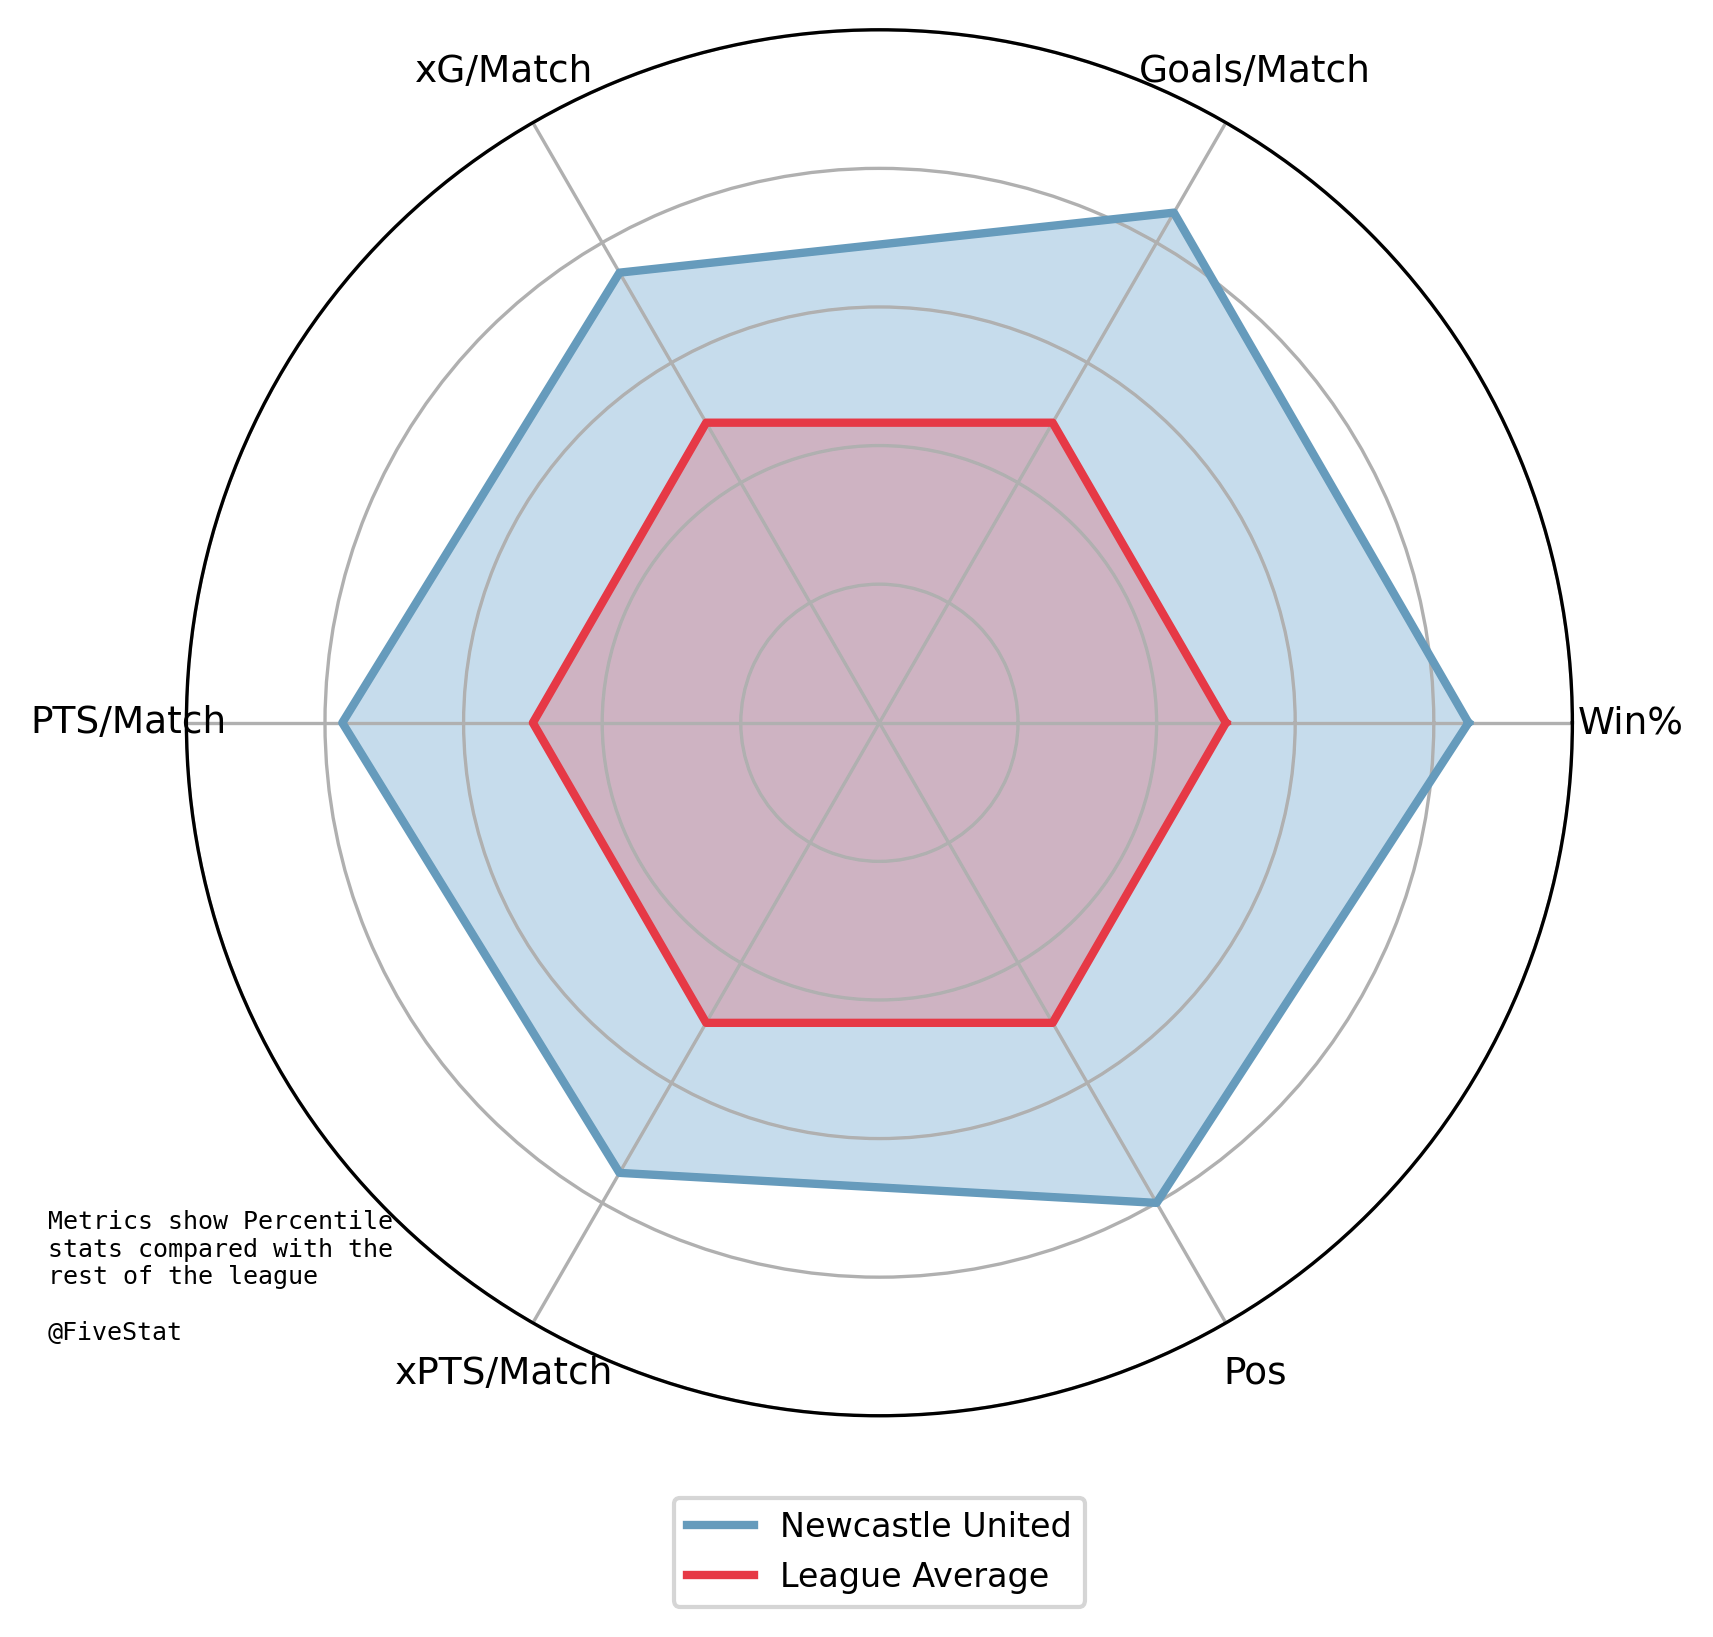 xG/Match
Goals/Match
PTS/Match
Win%
Metrics show Percentile
stats compared with the
rest of the league
@FiveStat
xPTS/Match
Pos
Newcastle United
League Average